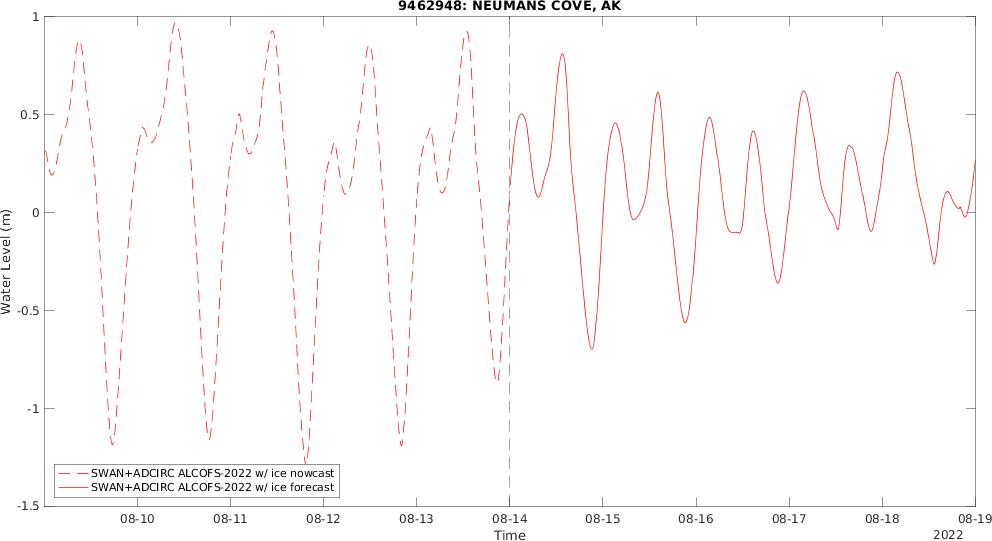 9462948: NEUMANS COVE, AK
Water Level (m)
1
0.5
0
-0.5
-1
-1.5
SWAN+ADCIRC ALCOFS-2022 w/ ice nowcast
SWAN+ADCIRC ALCOFS-2022 w/ ice forecast
08-10 08-11 08-12 08-13 08-14 08-15 08-16 08-17 08-18 08-19
Time
2022